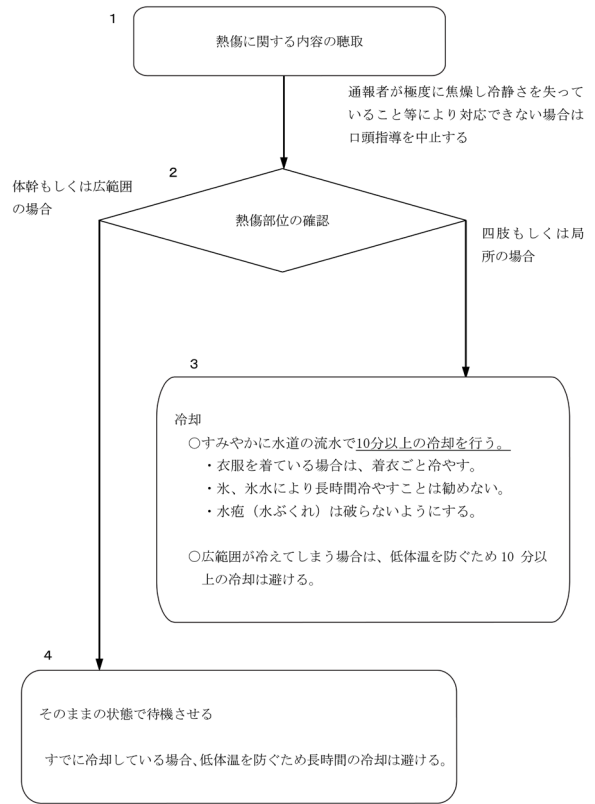 1
熱傷に関する内容の聴取
通報者が極度に焦燥し冷静さを失って
いること等により対応できない場合は
口頭指導を中止する
2
体幹もしくは広範囲
の場合
熱傷部位の確認
四肢もしくは局
所の場合
3
冷却
○すみやかに水道の流水で10分以上の冷却を行う。
・衣服を着ている場合は、着衣ごと冷やす。
・氷、氷水により長時間冷やすことは勧めない。
・水疱（水ぶくれ）は破らないようにする。
○広範囲が冷えてしまう場合は、低体温を防ぐため 10 分以
上の冷却は避ける。
4
そのままの状態で待機させる
すでに冷却している場合、低体温を防ぐため長時間の冷却は避ける。